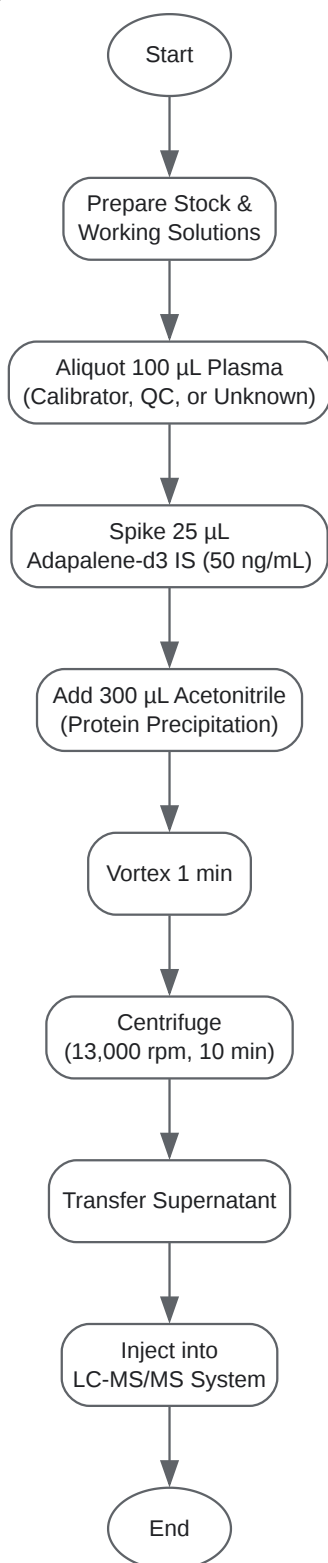 Start
Prepare Stock &
Working Solutions
Aliquot 100 µL Plasma
(Calibrator, QC, or Unknown)
Spike 25 µL
Adapalene-d3 IS (50 ng/mL)
Add 300 µL Acetonitrile
(Protein Precipitation)
Vortex 1 min
Centrifuge
(13,000 rpm, 10 min)
Transfer Supernatant
Inject into
LC-MS/MS System
End